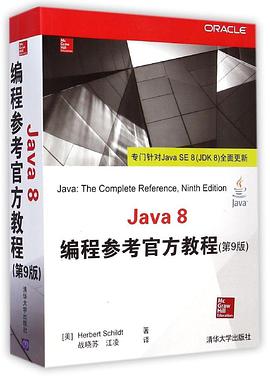 ORACLE
Mc
Graw
Hill
Education
专门针对Java SE 8 (JDK 8)全面更新
Java: The Complete Reference, Ninth Edition
Java
Java 8
编程参考官方教程(第9版)
[美] Herbert Schildt 著
战晓苏 江凌 译
Mc
Graw
Hill
Education
清华大学出版社
Java 8
编程参考官方教程
(第9版)
清华大学出版社